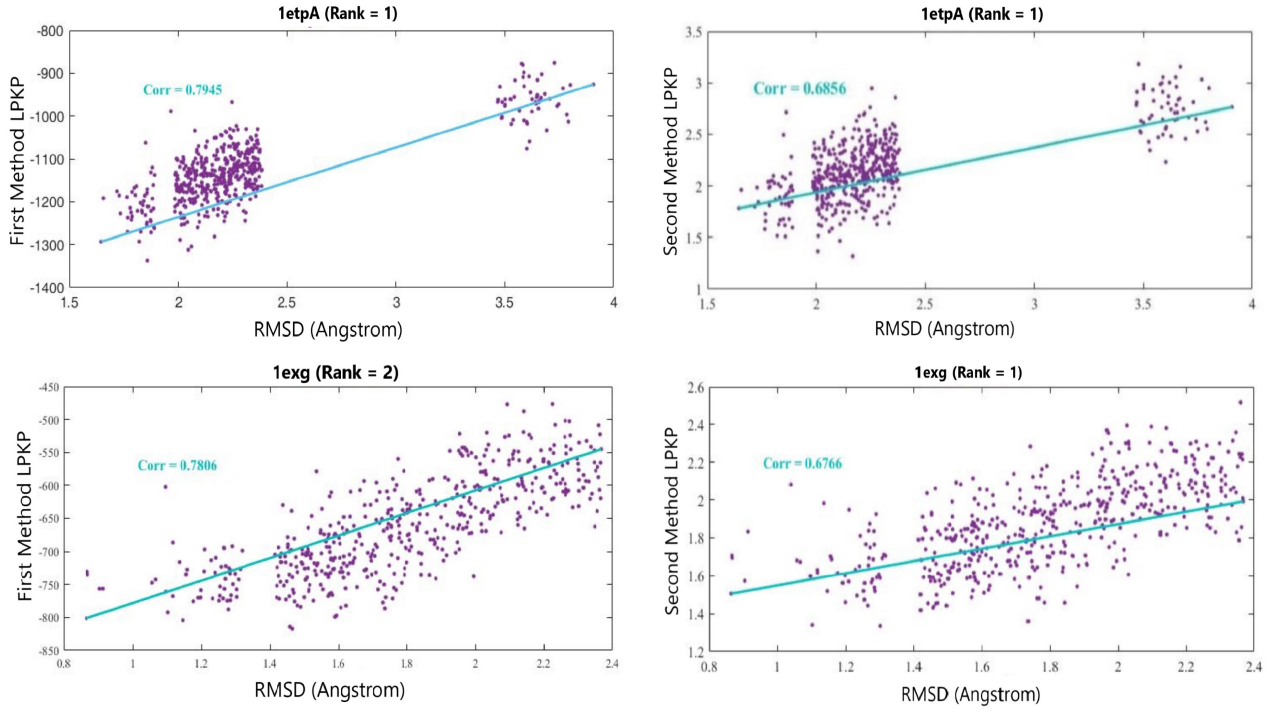 1etpA (Rank = 1)
First Method LPKP
-800
-900
-1000
-1100
-1200
-1300
-1400
Corr = 0.7945
1.5 2 2.5 3 3.5 4
RMSD (Angstrom)
1etpA (Rank = 1)
Second Method LPKP
3.5
3
2.5
2
1.5
1
Corr = 0.6856
1.5 2 2.5 3 3.5 4
RMSD (Angstrom)
1exg (Rank = 2)
First Method LPKP
-450
-500
-550
-600
-650
-700
-750
-800
-850
Corr = 0.7806
0.8 1 1.2 1.4 1.6 1.8 2 2.2 2.4
RMSD (Angstrom)
1exg (Rank = 1)
Second Method LPKP
2.6
2.4
2.2
2
1.8
1.6
1.4
1.2
Corr = 0.6766
0.8 1 1.2 1.4 1.6 1.8 2 2.2 2.4
RMSD (Angstrom)